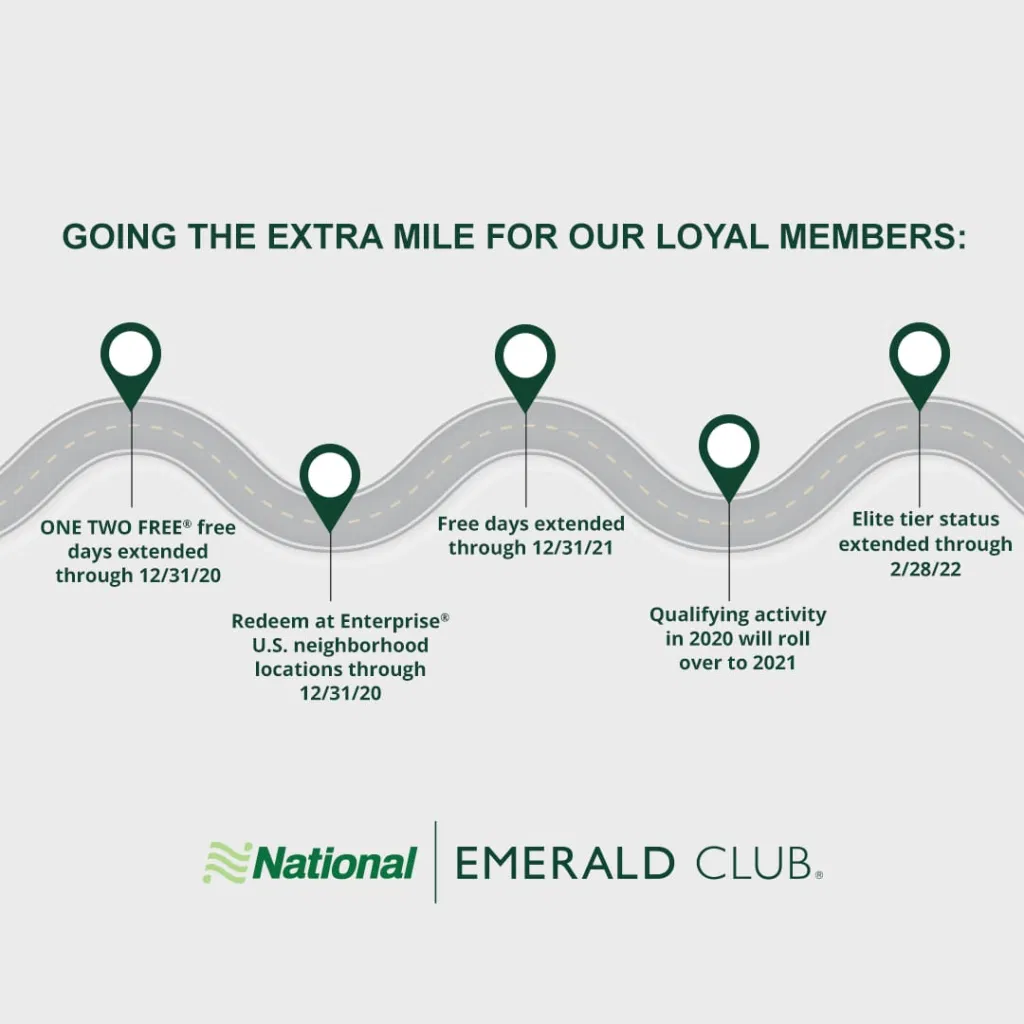 GOING THE EXTRA MILE FOR OUR LOYAL MEMBERS:
ONE TWO FREE® free
days extended
through 12/31/20
Redeem at Enterprise®
U.S. neighborhood
locations through
12/31/20
Free days extended
through 12/31/21
Qualifying activity
in 2020 will roll
over to 2021
Elite tier status
extended through
2/28/22
National
EMERALD CLUB®